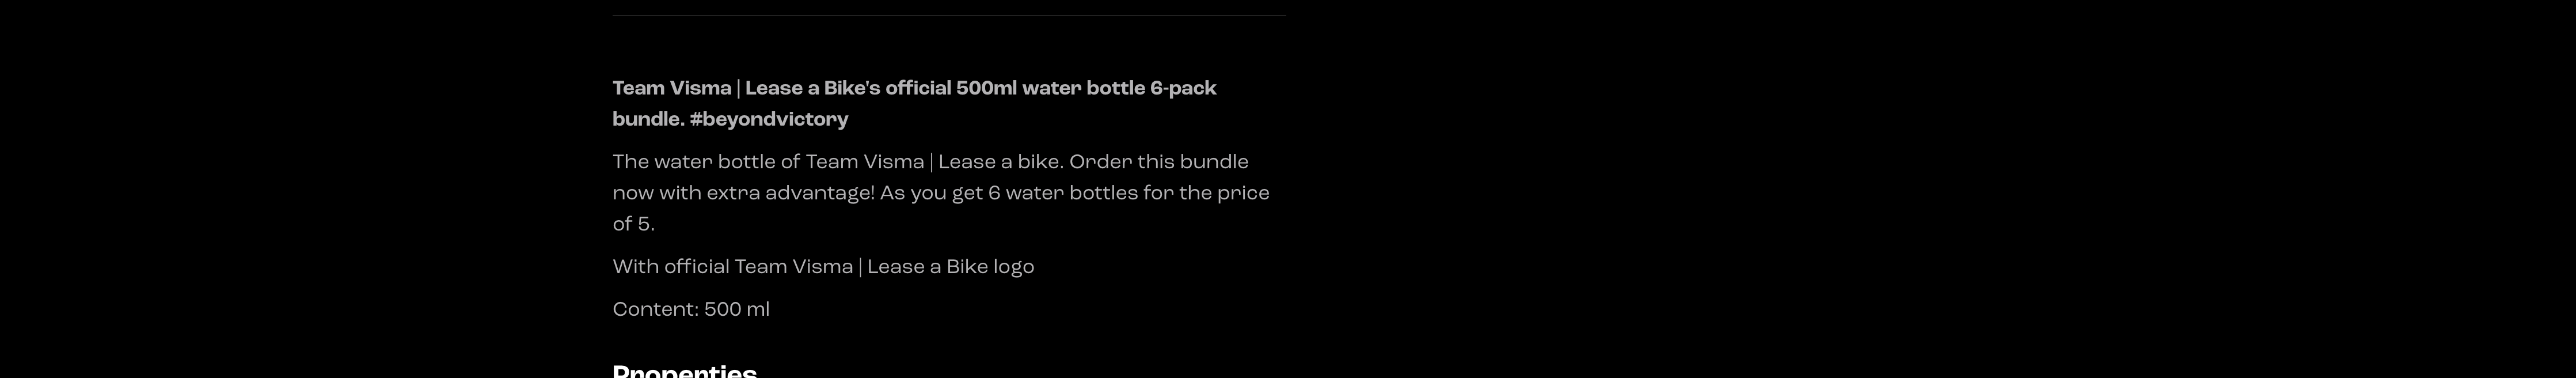 Team Visma | Lease a Bike's official 500ml water bottle 6-pack
bundle. #beyondvictory
The water bottle of Team Visma | Lease a bike. Order this bundle
now with extra advantage! As you get 6 water bottles for the price
of 5.
With official Team Visma | Lease a Bike logo
Content: 500 ml
Properties